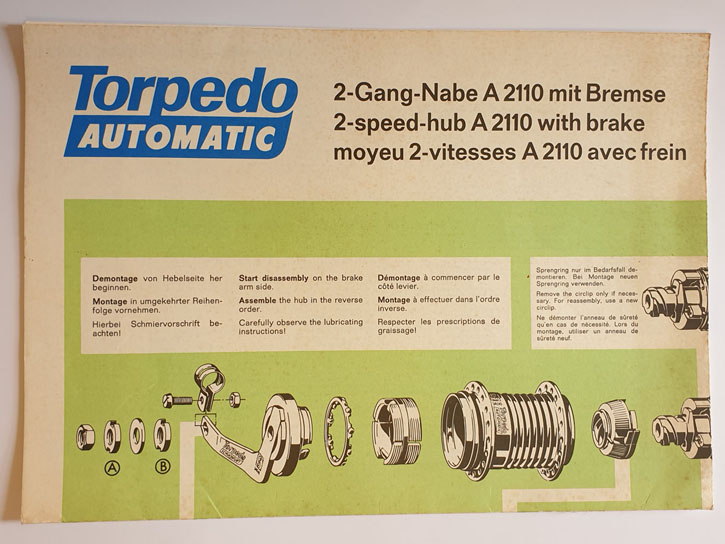 Torpedo
AUTOMATIC
2-Gang-Nabe A 2110 mit Bremse
2-speed-hub A 2110 with brake
moyeu 2-vitesses A 2110 avec frein
Demontage von Hebelseite her
beginnen.
Montage in umgekehrter Reihen-
folge vornehmen.
Hierbei Schmiervorschrift be-
achten!
Start disassembly on the brake
arm side.
Assemble the hub in the reverse
order.
Carefully observe the lubricating
instructions!
Démontage à commencer par le
côté levier.
Montage à effectuer dans l'ordre
inverse.
Respecter les prescriptions de
graissage!
Sprengring nur im Bedarfsfall de-
montieren. Bei Montage neuen
Sprengring verwenden.
Remove the circlip only if neces-
sary. For reassembly, use a new
circlip.
Ne démonter l'anneau de sûreté
qu'en cas de nécessité. Lors du
montage, utiliser un anneau de
sûreté neuf.
A
B
Torpedo